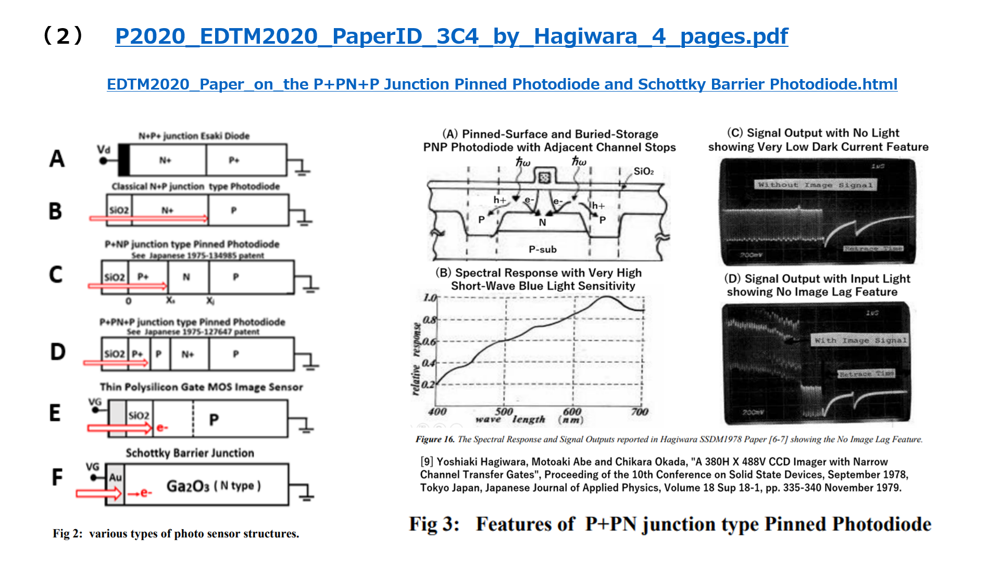 （2） P2020_EDTM2020_PaperID_3C4_by_Hagiwara_4_pages.pdf
EDTM2020_Paper_on_the P+PN+P Junction Pinned Photodiode and Schottky Barrier Photodiode.html
N+P+ junction Esaki Diode
A
Vd
N+
P+
Classical N+P junction type Photodiode
B
SiO2
N+
P
P+NP junction type Pinned Photodiode
See Japanese 1975-134985 patent
C
SiO2
P+
N
P
0
Xs
Xj
P+PN+P junction type Pinned Photodiode
See Japanese 1975-127647 patent
D
SiO2
P+
P
N+
P
Thin Polysilicon Gate MOS Image Sensor
E
VG
SiO2
e-
P
Schottky Barrier Junction
F
VG
Au
→e-
Ga2O3 ( N type )
Fig 2: various types of photo sensor structures.
(A) Pinned-Surface and Buried-Storage
PNP Photodiode with Adjacent Channel Stops
ħω
ħω
SiO₂
h+
e-
e-
h+
P
N
P
P-sub
(B) Spectral Response with Very High
Short-Wave Blue Light Sensitivity
relative response
1.0
0.8
0.6
0.4
0.2
400
500
600
700
wave length (nm)
(C) Signal Output with No Light
showing Very Low Dark Current Feature
1uS
Without Image Signal
Retrace Time
200mV
(D) Signal Output with Input Light
showing No Image Lag Feature
1uS
With Image Signal
Retrace Time
200mV
Figure 16. The Spectral Response and Signal Outputs reported in Hagiwara SSDM1978 Paper [6-7] showing the No Image Lag Feature.
[9] Yoshiaki Hagiwara, Motoaki Abe and Chikara Okada, "A 380H X 488V CCD Imager with Narrow
Channel Transfer Gates", Proceeding of the 10th Conference on Solid State Devices, September 1978,
Tokyo Japan, Japanese Journal of Applied Physics, Volume 18 Sup 18-1, pp. 335-340 November 1979.
Fig 3: Features of P+PN junction type Pinned Photodiode